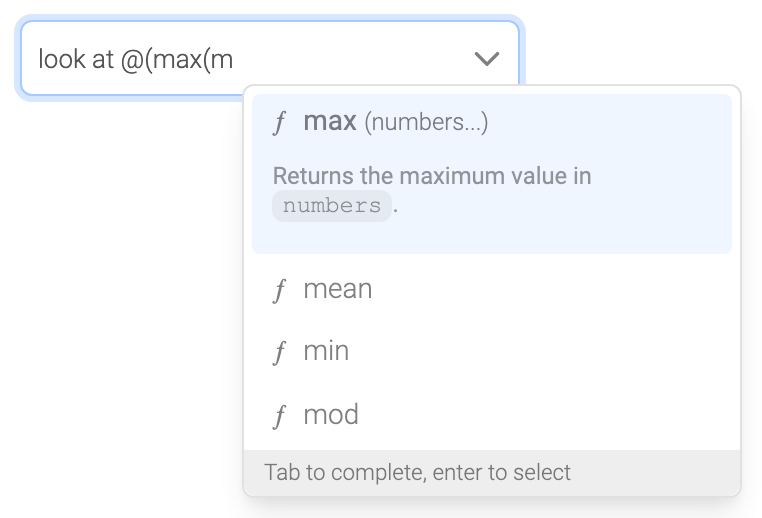 look at @(max(m
ƒ max (numbers...)
Returns the maximum value in
numbers.
ƒ mean
ƒ min
ƒ mod
Tab to complete, enter to select